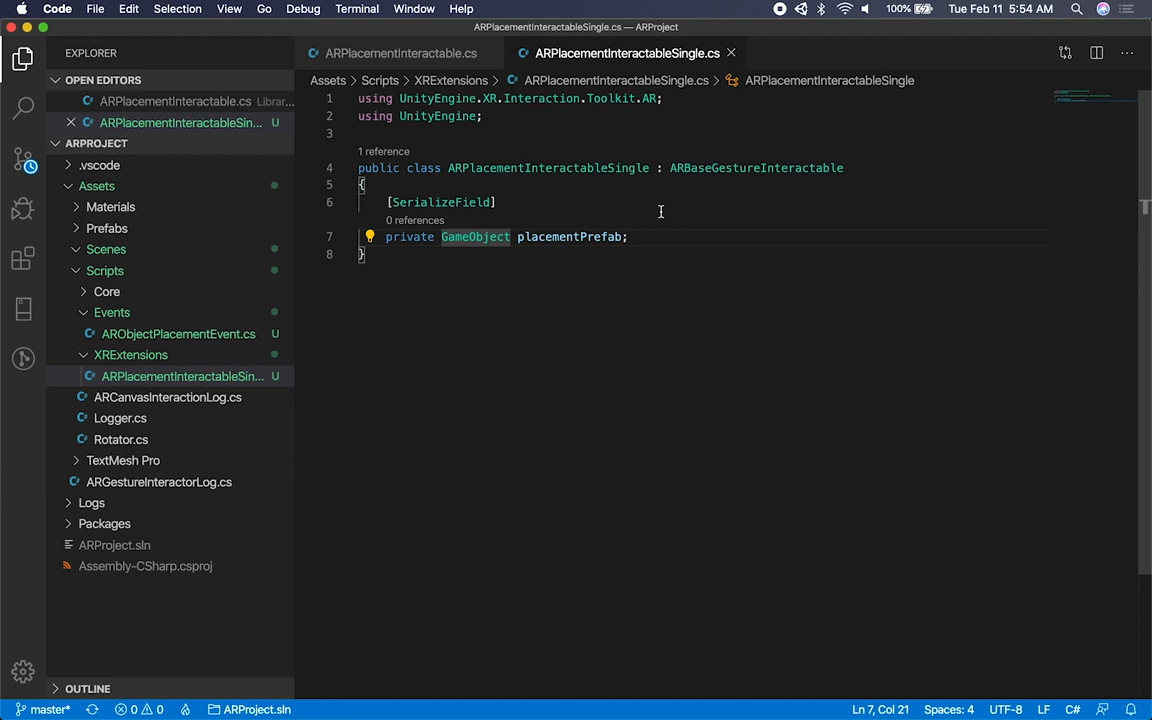 Code File Edit Selection View Go Debug Terminal Window Help 100% Tue Feb 11 5:54 AM
ARPlacementInteractableSingle.cs — ARProject
EXPLORER
ARPlacementInteractable.cs
ARPlacementInteractableSingle.cs
OPEN EDITORS
ARPlacementInteractable.cs Librar...
ARPlacementInteractableSin... U
Assets > Scripts > XRExtensions > ARPlacementInteractableSingle.cs > ARPlacementInteractableSingle
ARPROJECT
.vscode
Assets
Materials
Prefabs
Scenes
Scripts
Core
Events
ARObjectPlacementEvent.cs U
XRExtensions
ARPlacementInteractableSin... U
ARCanvasInteractionLog.cs
Logger.cs
Rotator.cs
TextMesh Pro
ARGestureInteractorLog.cs
Logs
Packages
ARProject.sln
Assembly-CSharp.csproj
OUTLINE
1 using UnityEngine.XR.Interaction.Toolkit.AR;
2 using UnityEngine;
3
1 reference
4 public class ARPlacementInteractableSingle : ARBaseGestureInteractable
5 {
6 [SerializeField]
0 references
7 private GameObject placementPrefab;
8 }
master* 0 0 ARProject.sln Ln 7, Col 21 Spaces: 4 UTF-8 LF C#